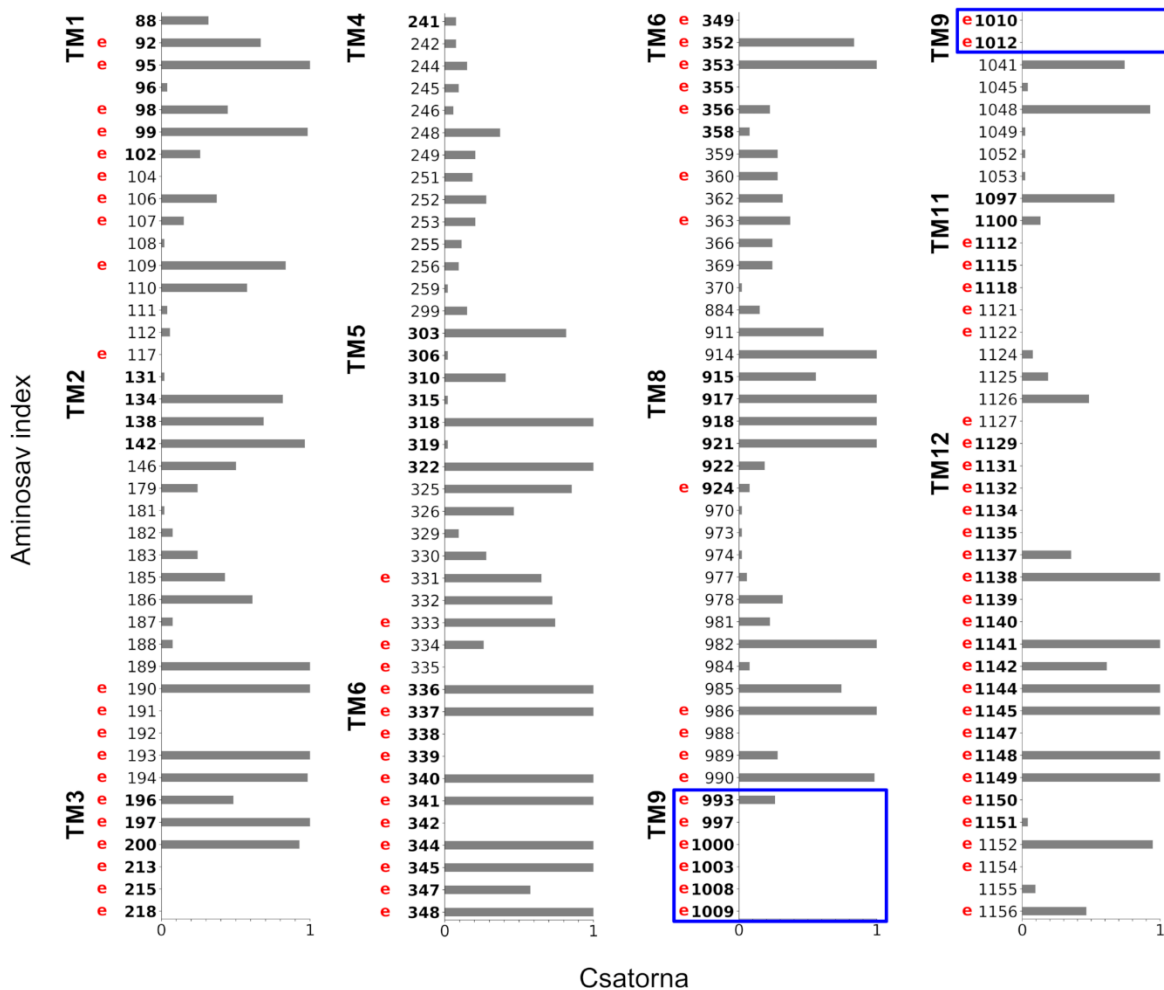 Aminosav index
TM1
88
e 92
e 95
96
e 98
e 99
e 102
e 104
e 106
e 107
108
e 109
110
111
112
e 117
TM2
131
134
138
142
146
179
181
182
183
185
186
187
188
189
e 190
e 191
e 192
e 193
e 194
TM3
e 196
e 197
e 200
e 213
e 215
e 218
0 1
TM4
241
242
244
245
246
248
249
251
252
253
255
256
259
299
TM5
303
306
310
315
318
319
322
325
326
329
330
e 331
332
e 333
e 334
e 335
TM6
e 336
e 337
e 338
e 339
e 340
e 341
e 342
e 344
e 345
e 347
e 348
0 1
TM6
e 349
e 352
e 353
e 355
e 356
358
359
e 360
362
e 363
366
369
370
884
911
TM8
914
915
917
918
921
922
e 924
970
973
974
977
978
981
982
984
985
e 986
e 988
e 989
e 990
TM9
e 993
e 997
e 1000
e 1003
e 1008
e 1009
0 1
TM9
e 1010
e 1012
1041
1045
1048
1049
1052
1053
TM11
1097
1100
e 1112
e 1115
e 1118
e 1121
e 1122
1124
1125
1126
e 1127
TM12
e 1129
e 1131
e 1132
e 1134
e 1135
e 1137
e 1138
e 1139
e 1140
e 1141
e 1142
e 1144
e 1145
e 1147
e 1148
e 1149
e 1150
e 1151
e 1152
e 1154
1155
e 1156
0 1
Csatorna